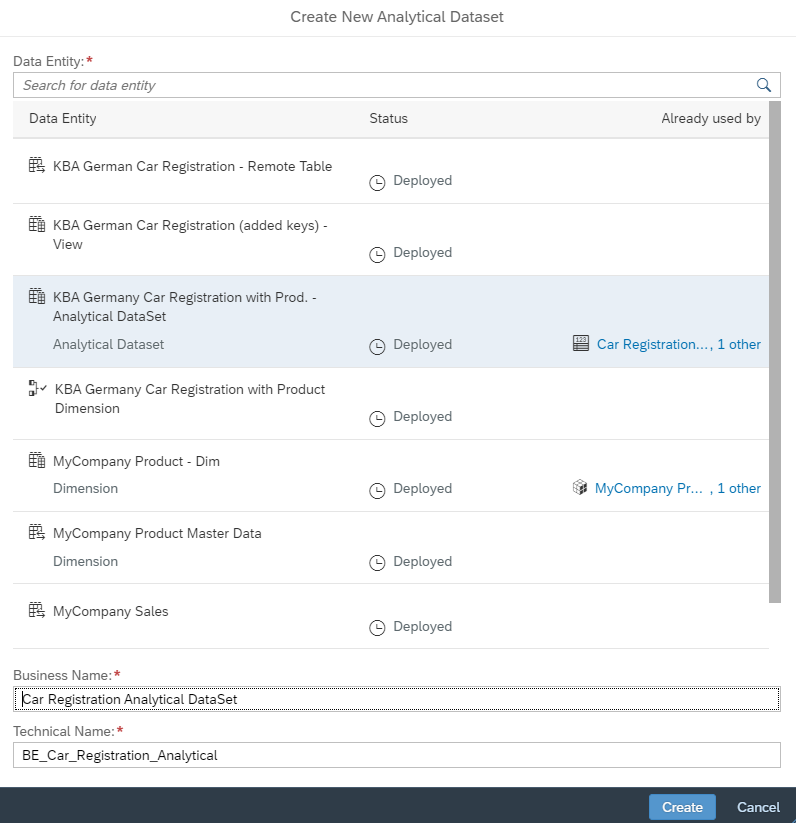 Create New Analytical Dataset
Data Entity:*
Search for data entity
Data Entity Status Already used by
KBA German Car Registration - Remote Table
Deployed
KBA German Car Registration (added keys) -
View
Deployed
KBA Germany Car Registration with Prod. -
Analytical DataSet
Analytical Dataset Deployed 123 Car Registration..., 1 other
KBA Germany Car Registration with Product
Dimension
Deployed
MyCompany Product - Dim
Dimension Deployed MyCompany Pr... , 1 other
MyCompany Product Master Data
Dimension Deployed
MyCompany Sales
Deployed
Business Name:*
Car Registration Analytical DataSet
Technical Name:*
BE_Car_Registration_Analytical
Create Cancel